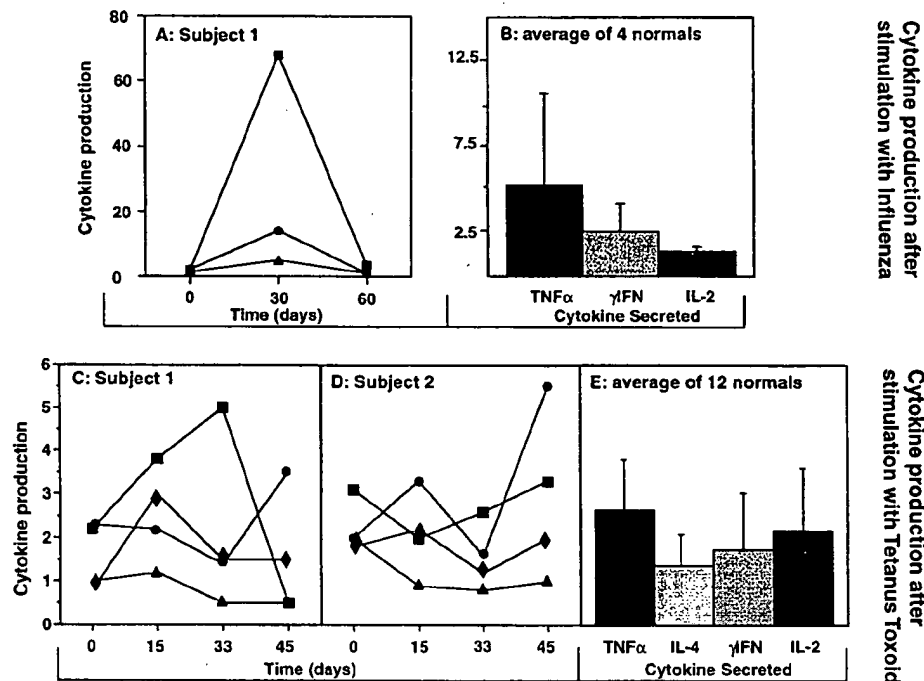 A: Subject 1
Cytokine production
80
60
40
20
0
0 30 60
Time (days)
B: average of 4 normals
12.5
7.5
2.5
TNFα γIFN IL-2
Cytokine Secreted
Cytokine production after
stimulation with Influenza
C: Subject 1
Cytokine production
6
5
4
3
2
1
0
0 15 33 45
D: Subject 2
0 15 33 45
Time (days)
E: average of 12 normals
TNFα IL-4 γIFN IL-2
Cytokine Secreted
Cytokine production after
stimulation with Tetanus Toxoid